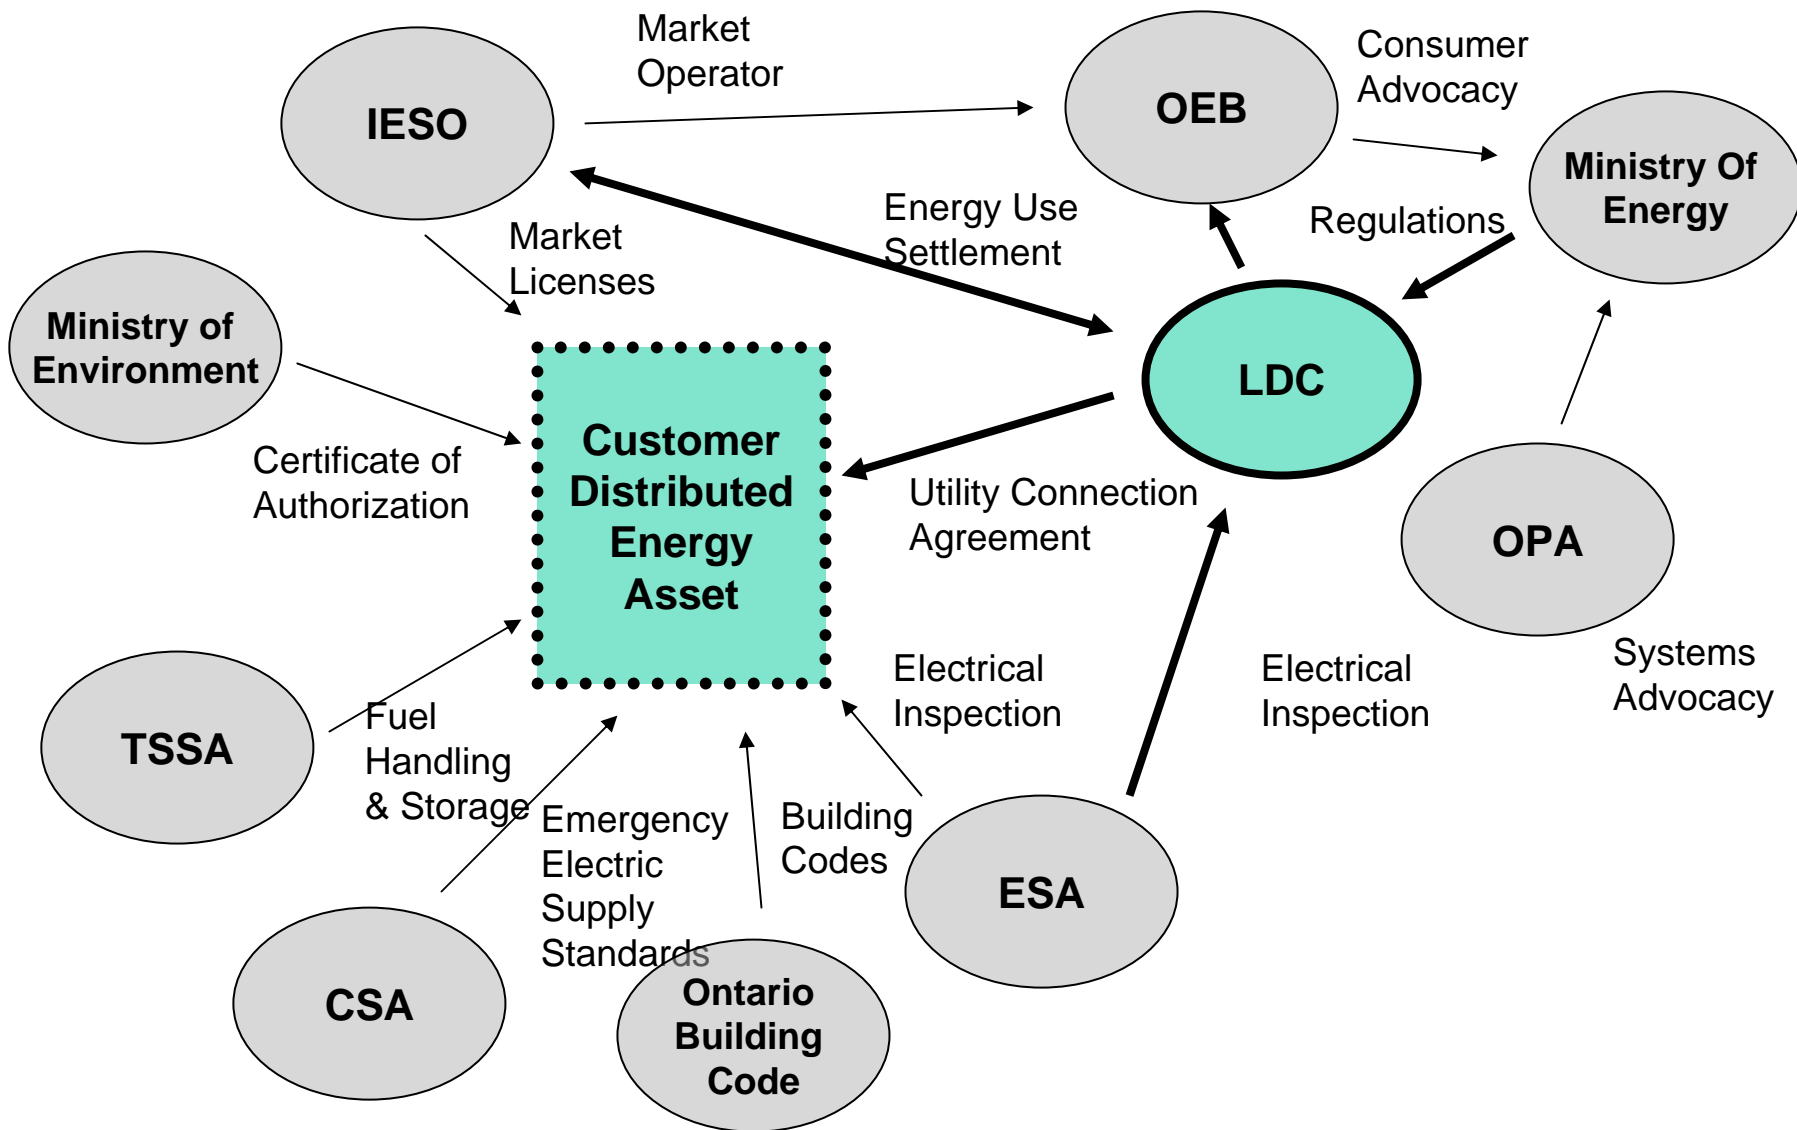 Market
Operator
IESO
OEB
Consumer
Advocacy
Ministry Of
Energy
Energy Use
Settlement
Regulations
Market
Licenses
Ministry of
Environment
LDC
Customer
Distributed
Energy
Asset
Certificate of
Authorization
Utility Connection
Agreement
OPA
Systems
Advocacy
Electrical
Inspection
Electrical
Inspection
TSSA
Fuel
Handling
& Storage
Emergency
Electric
Supply
Standards
Building
Codes
ESA
CSA
Ontario
Building
Code